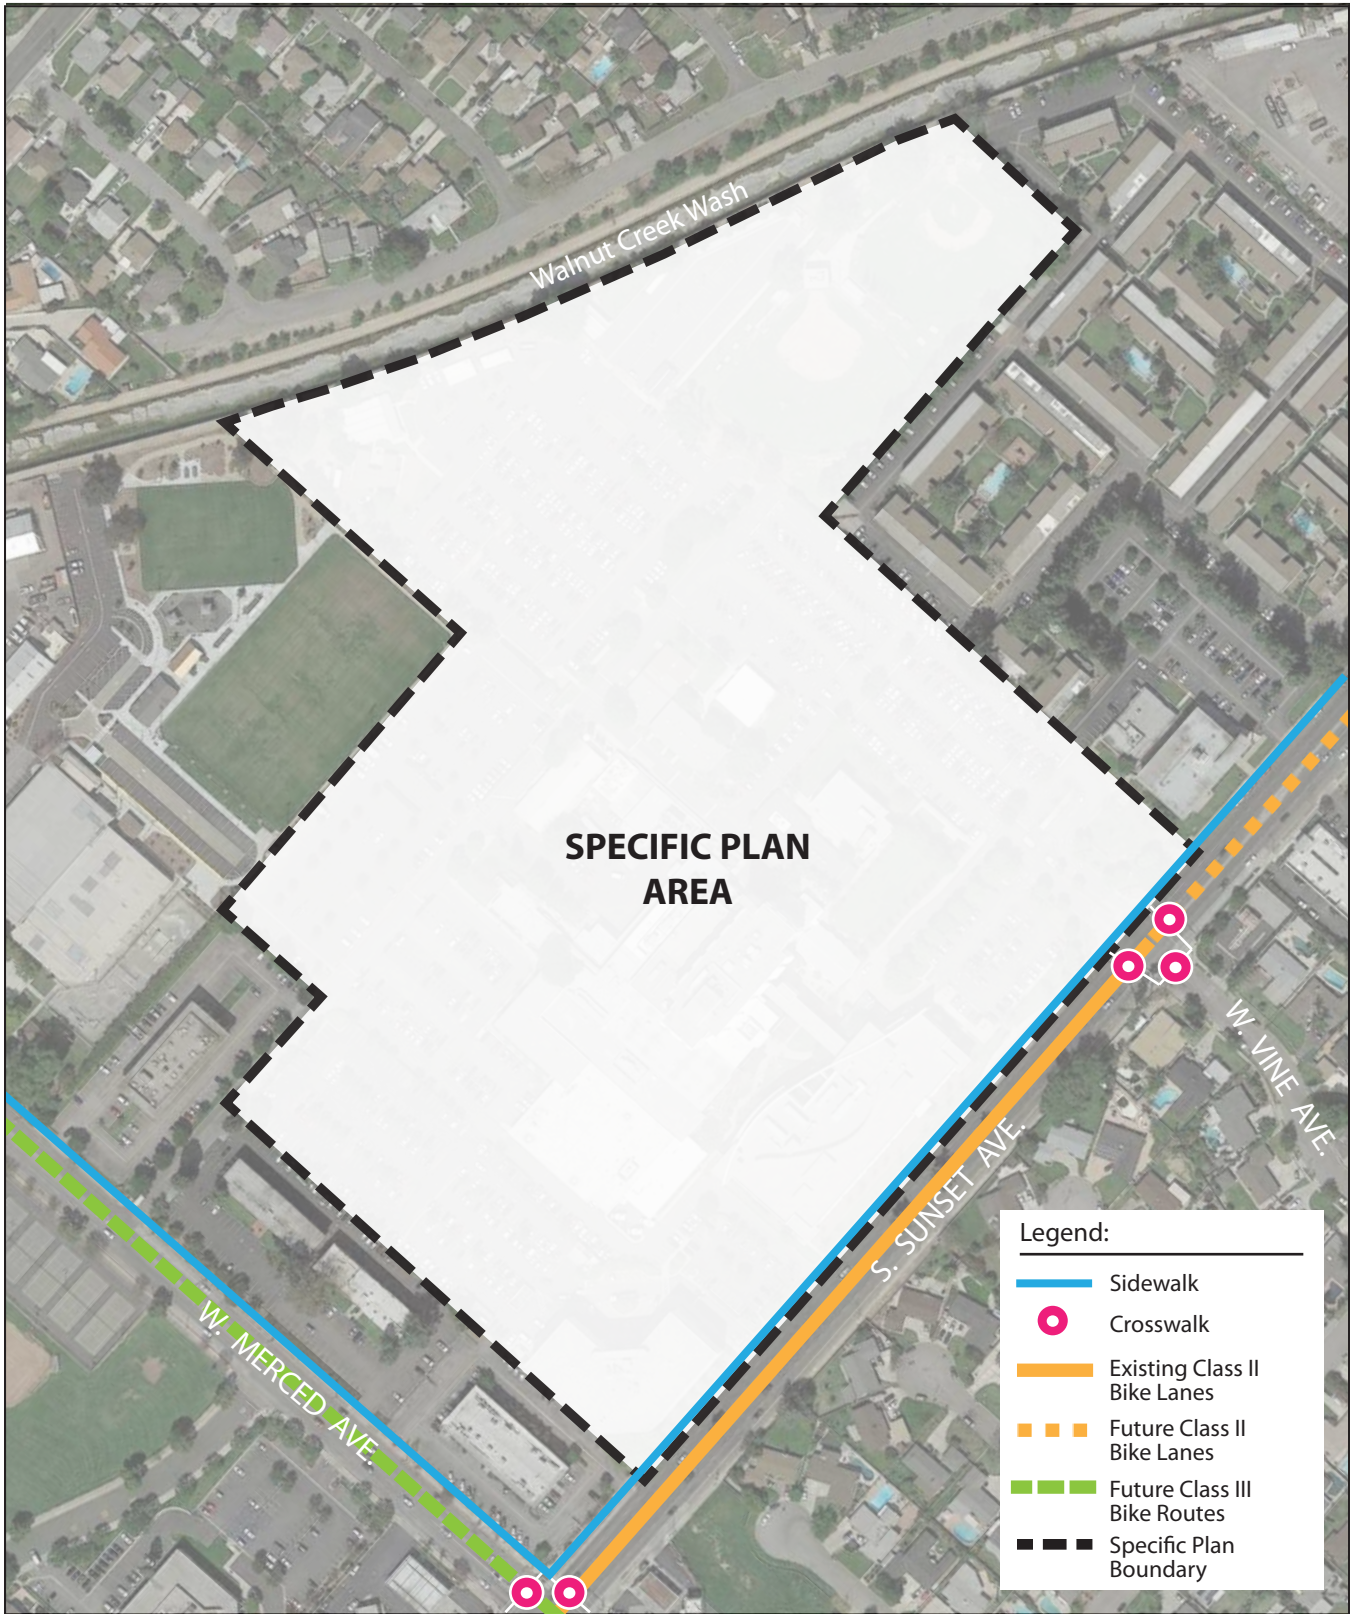 Walnut Creek Wash
SPECIFIC PLAN
AREA
W. VINE AVE.
S. SUNSET AVE.
W. MERCED AVE.
Legend:
Sidewalk
Crosswalk
Existing Class II
Bike Lanes
Future Class II
Bike Lanes
Future Class III
Bike Routes
Specific Plan
Boundary